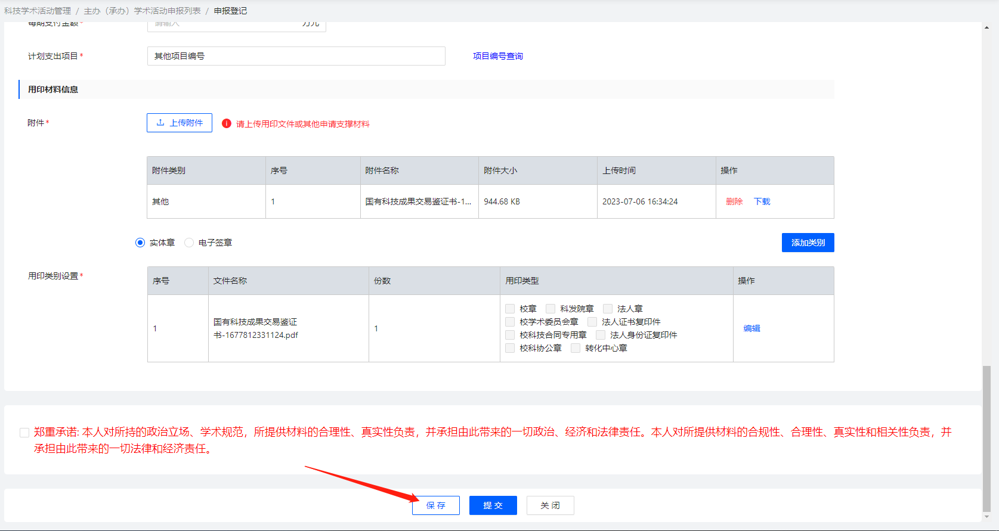 科技学术活动管理 / 主办（承办）学术活动申报列表 / 申报登记
每期支付金额* 请输入 万元
计划支出项目* 其他项目编号 项目编号查询
用印材料信息
附件* 上传附件 请上传用印文件或其他申请支撑材料
附件类别 序号 附件名称 附件大小 上传时间 操作
其他 1 国有科技成果交易鉴证书-1... 944.68 KB 2023-07-06 16:34:24 删除 下载
实体章 电子签章 添加类别
用印类别设置*
序号 文件名称 份数 用印类型 操作
1
国有科技成果交易鉴证
书-1677812331124.pdf
1
校章 科发院章 法人章
校学术委员会章 法人证书复印件
校科技合同专用章 法人身份证复印件
校科协公章 转化中心章
编辑
郑重承诺: 本人对所持的政治立场、学术规范，所提供材料的合理性、真实性负责，并承担由此带来的一切政治、经济和法律责任。本人对所提供材料的合规性、合理性、真实性和相关性负责，并
承担由此带来的一切法律和经济责任。
保 存 提 交 关 闭